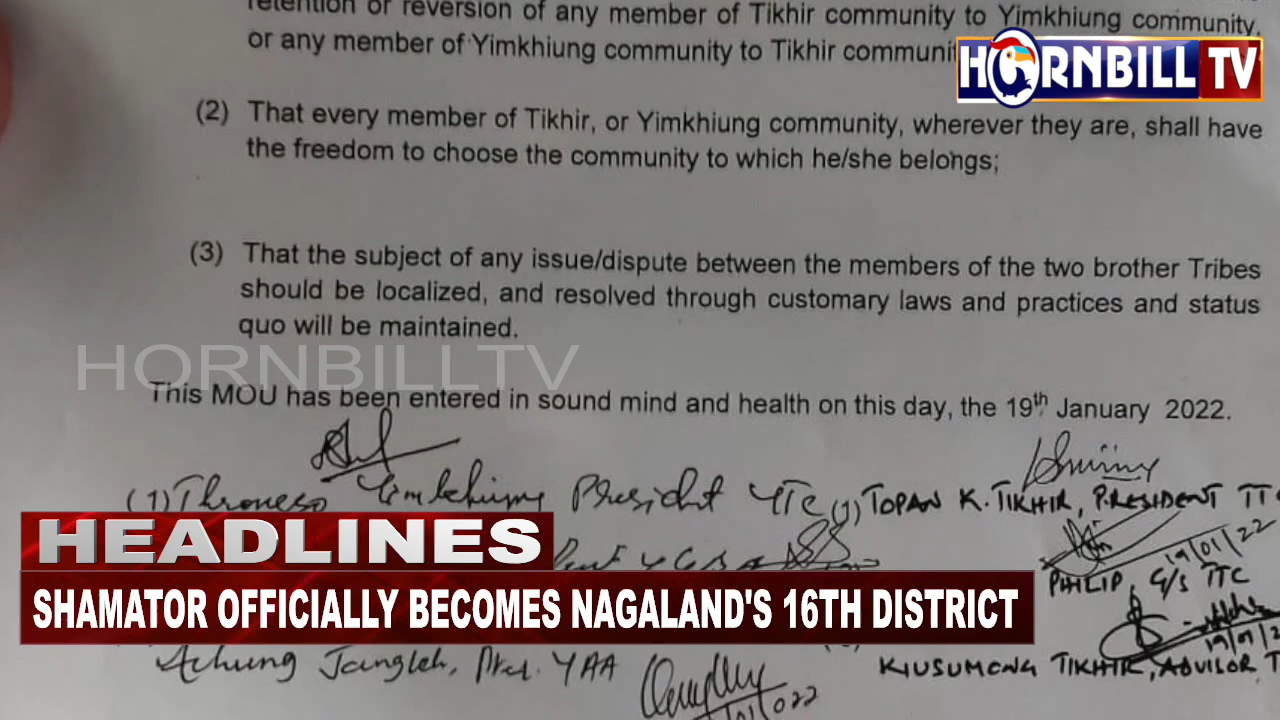 retention or reversion of any member of Tikhir community to Yimkhiung community,
or any member of Yimkhiung community to Tikhir communit
HORNBILL TV
(2) That every member of Tikhir, or Yimkhiung community, wherever they are, shall have
the freedom to choose the community to which he/she belongs;
(3) That the subject of any issue/dispute between the members of the two brother Tribes
should be localized, and resolved through customary laws and practices and status
quo will be maintained.
HORNBILLTV
This MOU has been entered in sound mind and health on this day, the 19th January 2022.
(1) Throneso Yimkhiung President YTC (1) TOPAN K. TIKHIR, PRESIDENT TT
19/01/22
PHILIP, G/S TTC
HEADLINES
SHAMATOR OFFICIALLY BECOMES NAGALAND'S 16TH DISTRICT
Achung Jangleh, Pres. YAA
KIUSUMONG TIKHIR, ADVISOR T